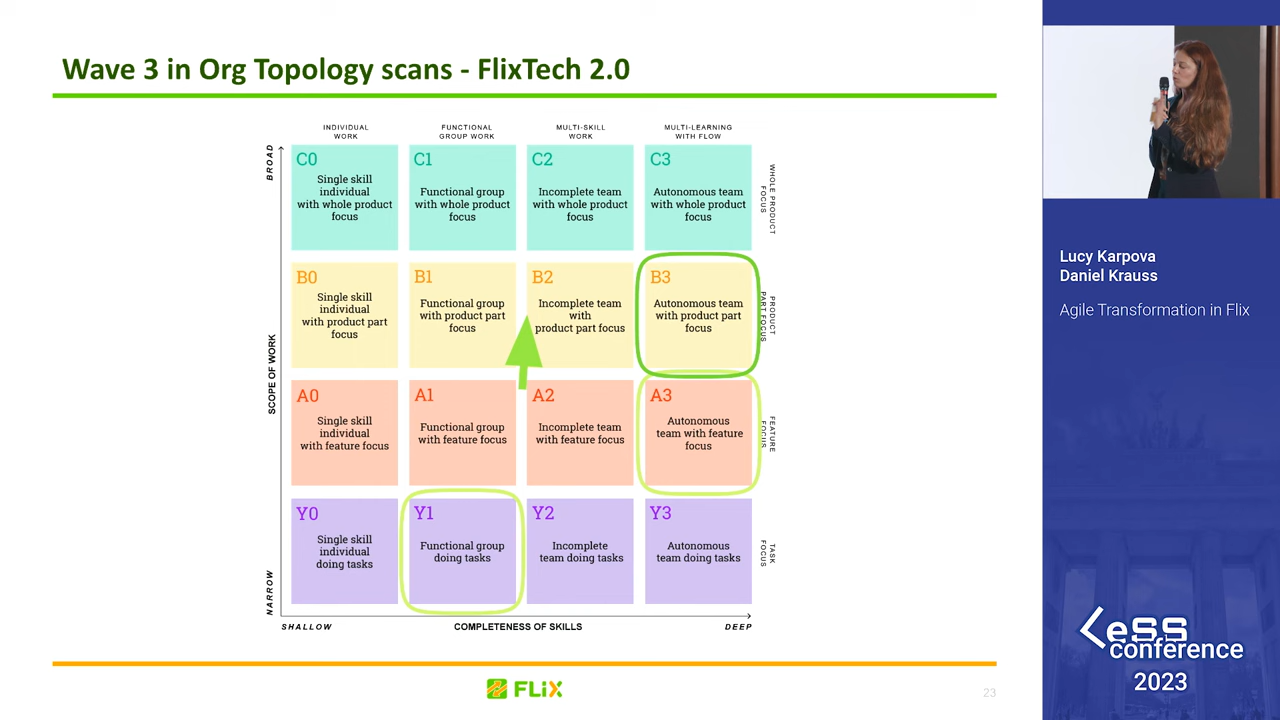 Wave 3 in Org Topology scans - FlixTech 2.0
INDIVIDUAL
WORK
FUNCTIONAL
GROUP WORK
MULTI-SKILL
WORK
MULTI-LEARNING
WITH FLOW
BROAD
SCOPE OF WORK
NARROW
C0
Single skill
individual
with whole product
focus
C1
Functional group
with whole product
focus
C2
Incomplete team
with whole product
focus
C3
Autonomous team
with whole product
focus
WHOLE PRODUCT
FOCUS
B0
Single skill
individual
with product part
focus
B1
Functional group
with product part
focus
B2
Incomplete team
with
product part focus
B3
Autonomous team
with product part
focus
PRODUCT
PART FOCUS
A0
Single skill
individual
with feature focus
A1
Functional group
with feature focus
A2
Incomplete team
with feature focus
A3
Autonomous
team with feature
focus
FEATURE
FOCUS
Y0
Single skill
individual
doing tasks
Y1
Functional group
doing tasks
Y2
Incomplete
team doing tasks
Y3
Autonomous
team doing tasks
TASK
FOCUS
SHALLOW
COMPLETENESS OF SKILLS
DEEP
FLiX
23
Lucy Karpova
Daniel Krauss
Agile Transformation in Flix
LeSS
conference
2023